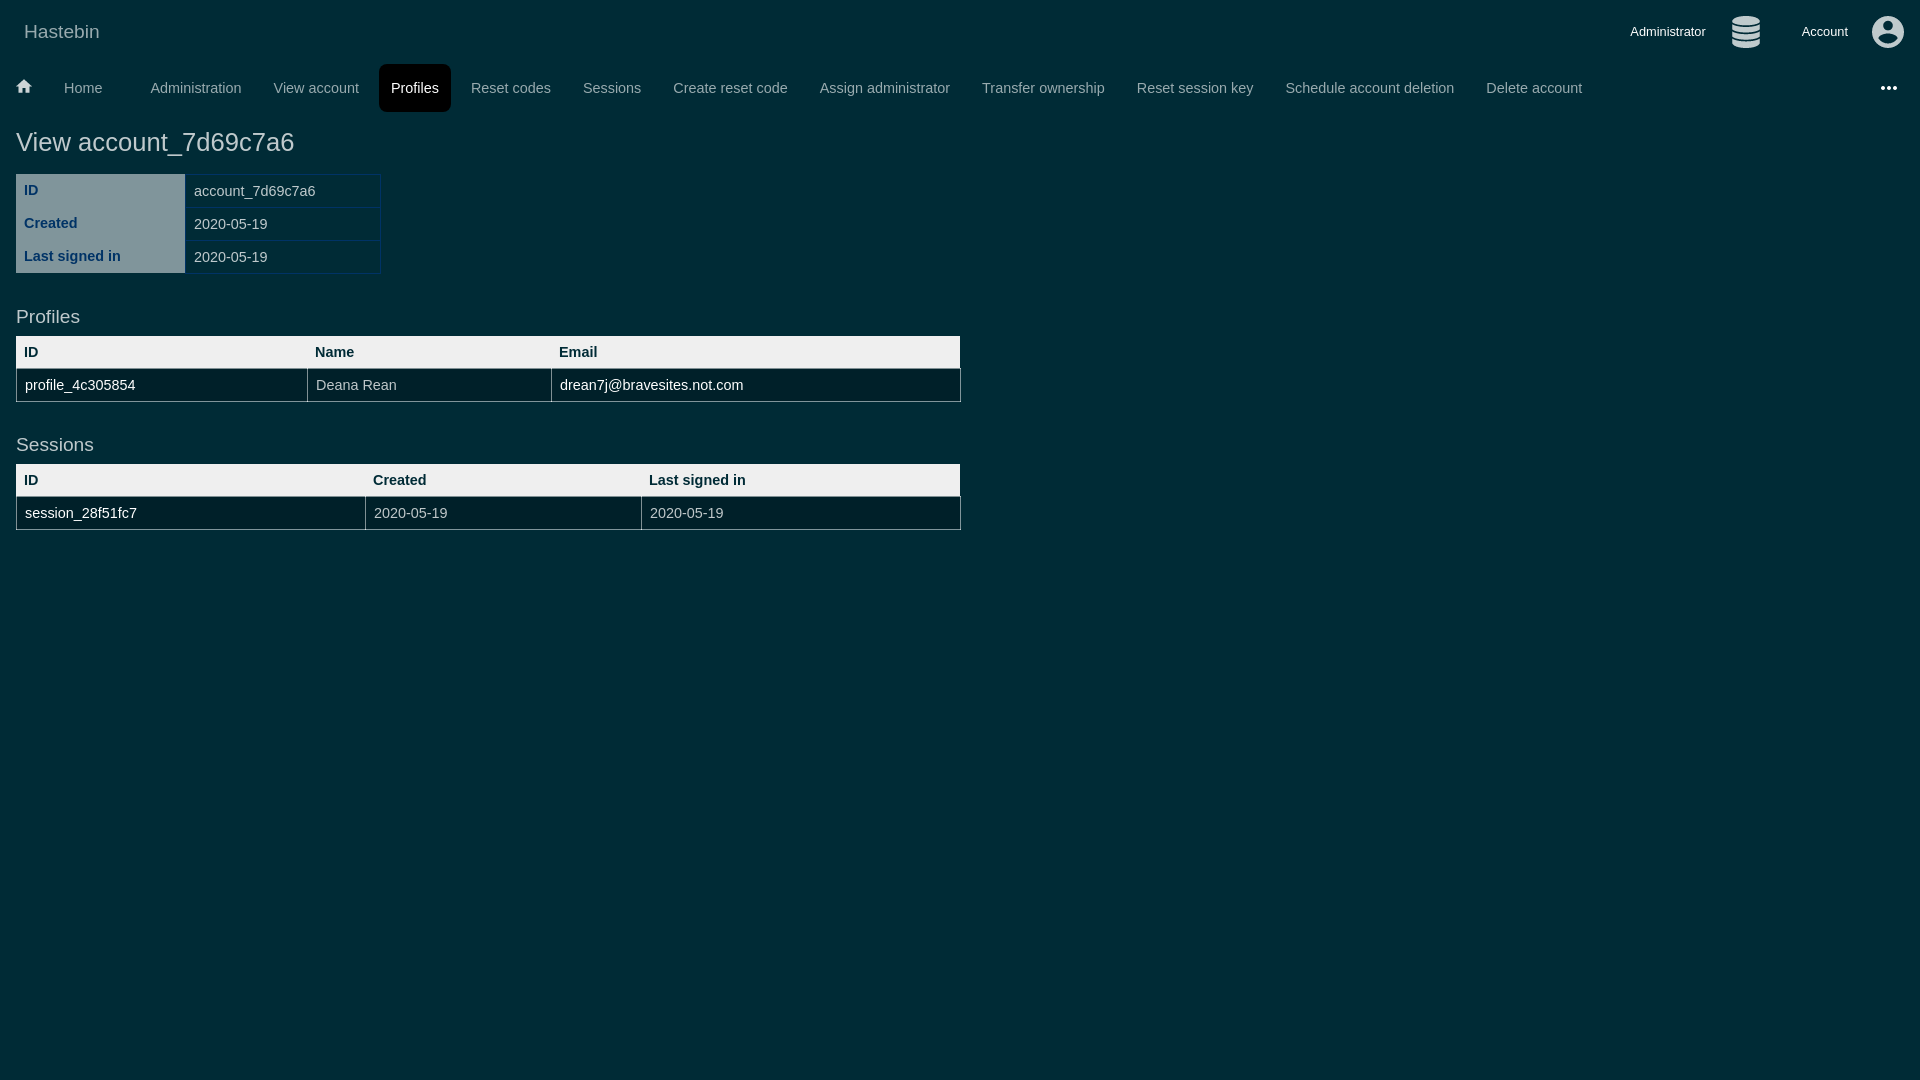 Hastebin
Administrator
Account
Home Administration View account Profiles Reset codes Sessions Create reset code Assign administrator Transfer ownership Reset session key Schedule account deletion Delete account
View account_7d69c7a6
ID account_7d69c7a6
Created 2020-05-19
Last signed in 2020-05-19
Profiles
ID Name Email
profile_4c305854 Deana Rean drean7j@bravesites.not.com
Sessions
ID Created Last signed in
session_28f51fc7 2020-05-19 2020-05-19